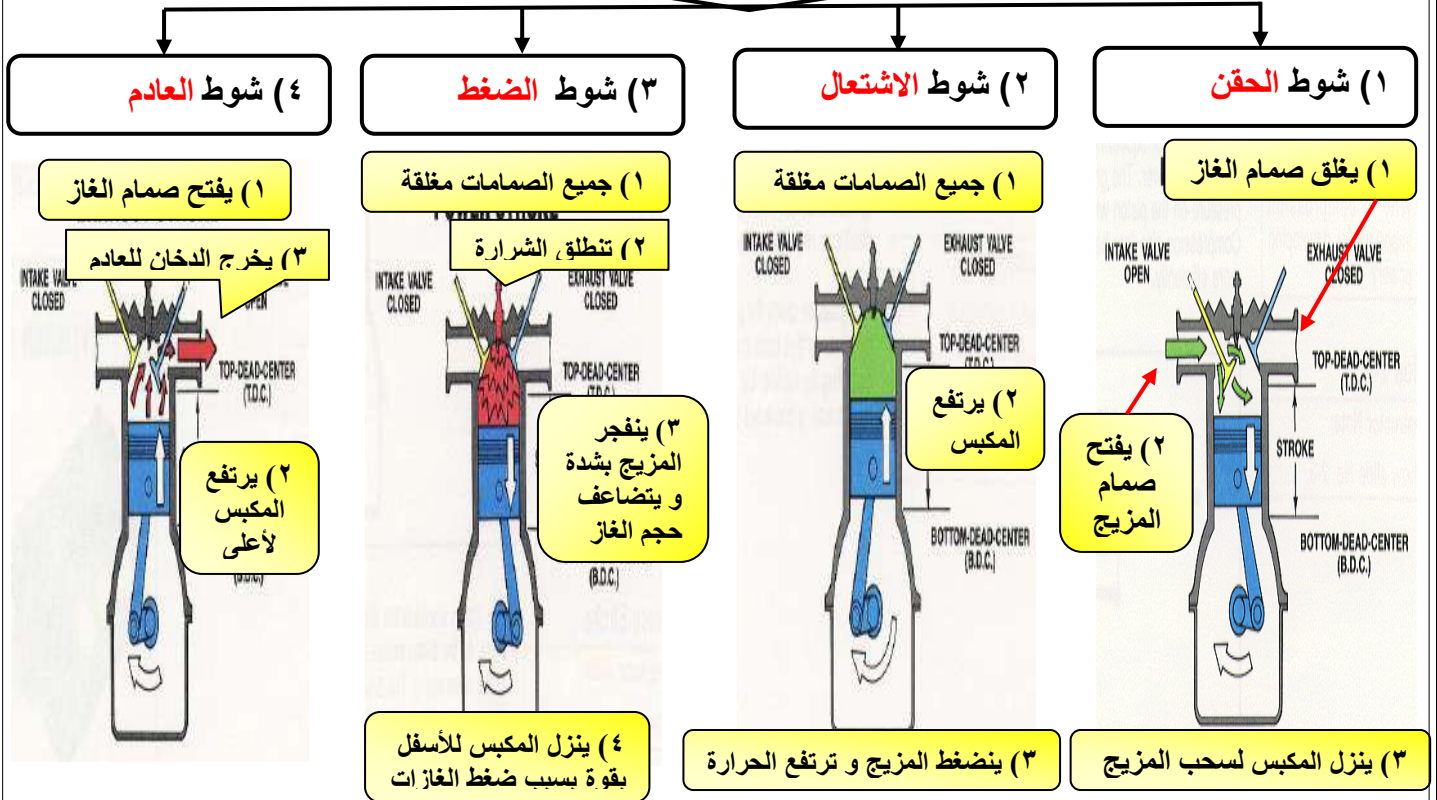 ١) شوط الحقن
٢) شوط الاشتعال
٣) شوط الضغط
٤) شوط العادم
١) يغلق صمام الغاز
INTAKE VALVE
OPEN
EXHAUST VALVE
CLOSED
TOP-DEAD-CENTER
(T.D.C.)
STROKE
٢) يفتح
صمام
المزيج
BOTTOM-DEAD-CENTER
(B.D.C.)
٣) ينزل المكبس لسحب المزيج
١) جميع الصمامات مغلقة
INTAKE VALVE
CLOSED
EXHAUST VALVE
CLOSED
TOP-DEAD-CENTER
(T.D.C.)
٢) يرتفع
المكبس
BOTTOM-DEAD-CENTER
(B.D.C.)
٣) ينضغط المزيج و ترتفع الحرارة
١) جميع الصمامات مغلقة
POWER STROKE
٢) تنطلق الشرارة
INTAKE VALVE
CLOSED
EXHAUST VALVE
CLOSED
TOP-DEAD-CENTER
(T.D.C.)
٣) ينفجر
المزيج بشدة
و يتضاعف
حجم الغاز
(B.D.C.)
٤) ينزل المكبس للأسفل
بقوة بسبب ضغط الغازات
١) يفتح صمام الغاز
٣) يخرج الدخان للعادم
INTAKE
CLOSED
OPEN
TOP-DEAD-CENTER
(T.D.C.)
٢) يرتفع
المكبس
لأعلى
(B.D.C.)